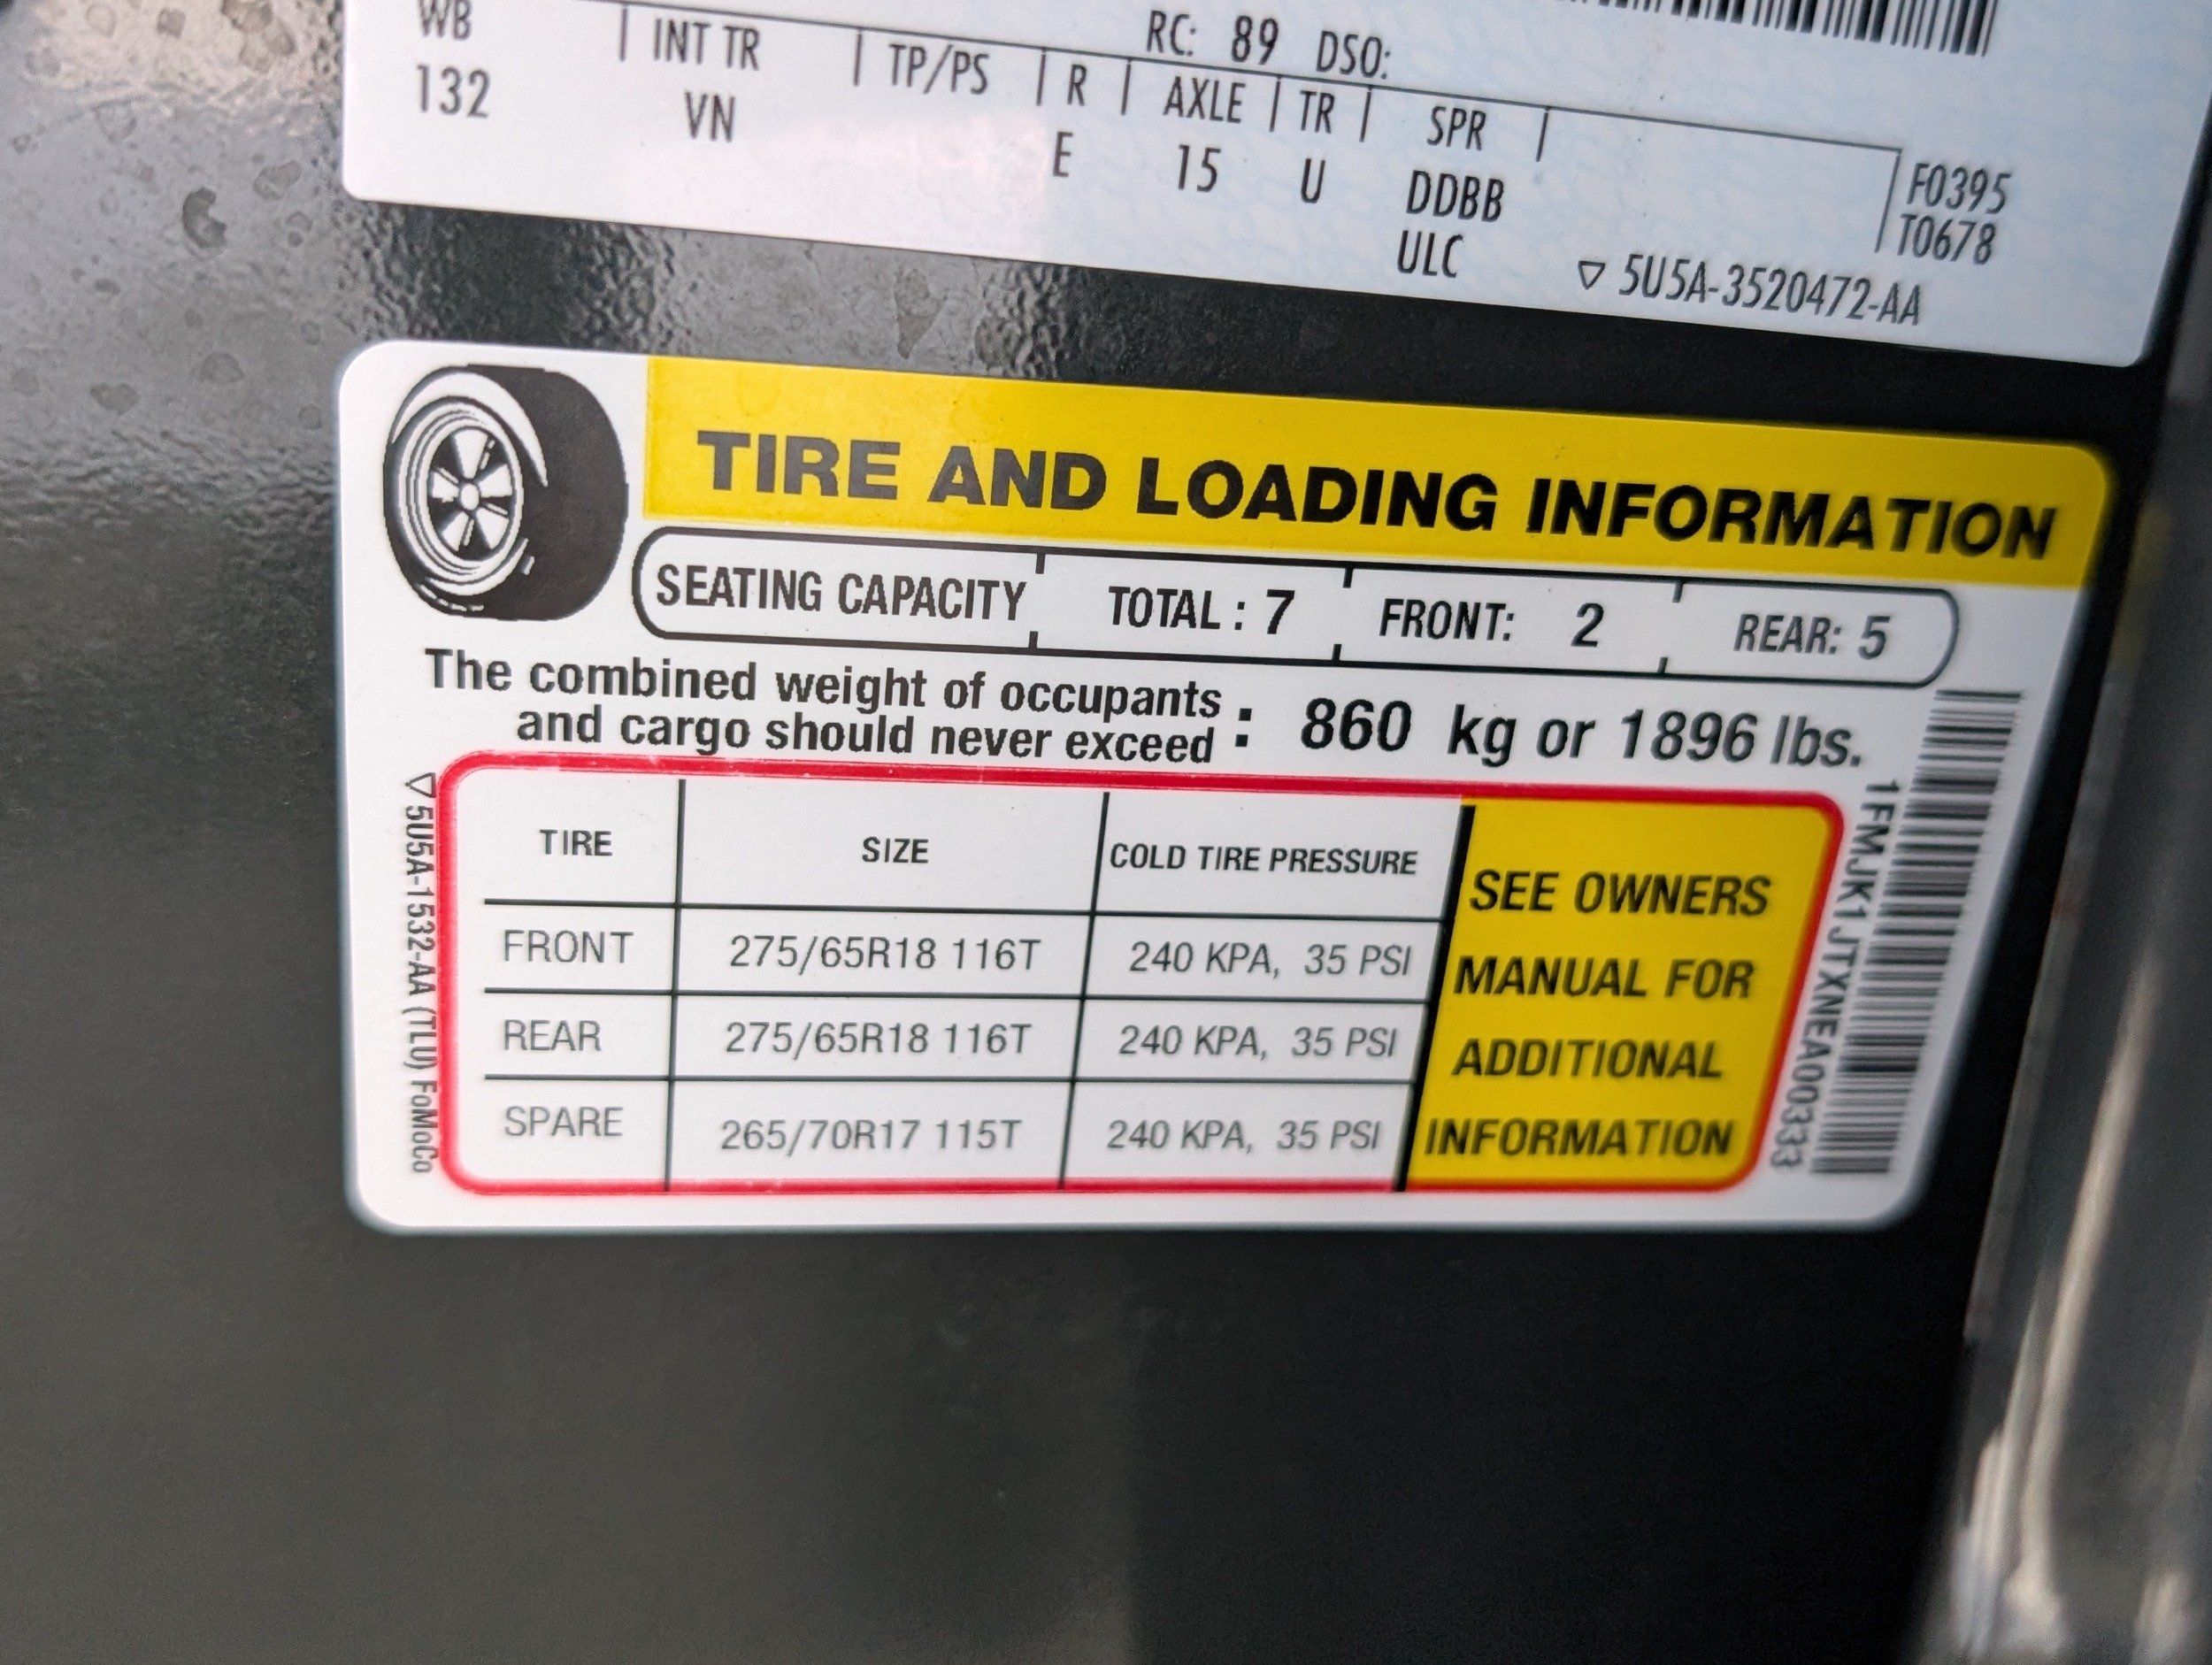 RC: 89 DSO:
WB | INT TR | TP/PS | R | AXLE | TR | SPR |
132 VN E 15 U DDBB
ULC
F0395
T0678
▽ 5U5A-3520472-AA
TIRE AND LOADING INFORMATION
SEATING CAPACITY TOTAL : 7 FRONT: 2 REAR: 5
The combined weight of occupants
and cargo should never exceed : 860 kg or 1896 lbs.
TIRE SIZE COLD TIRE PRESSURE
FRONT 275/65R18 116T 240 KPA, 35 PSI
REAR 275/65R18 116T 240 KPA, 35 PSI
SPARE 265/70R17 115T 240 KPA, 35 PSI
SEE OWNERS
MANUAL FOR
ADDITIONAL
INFORMATION
▽ 5U5A-1532-AA (TLU) FoMoCo
1FMJK1JTXNEA00333